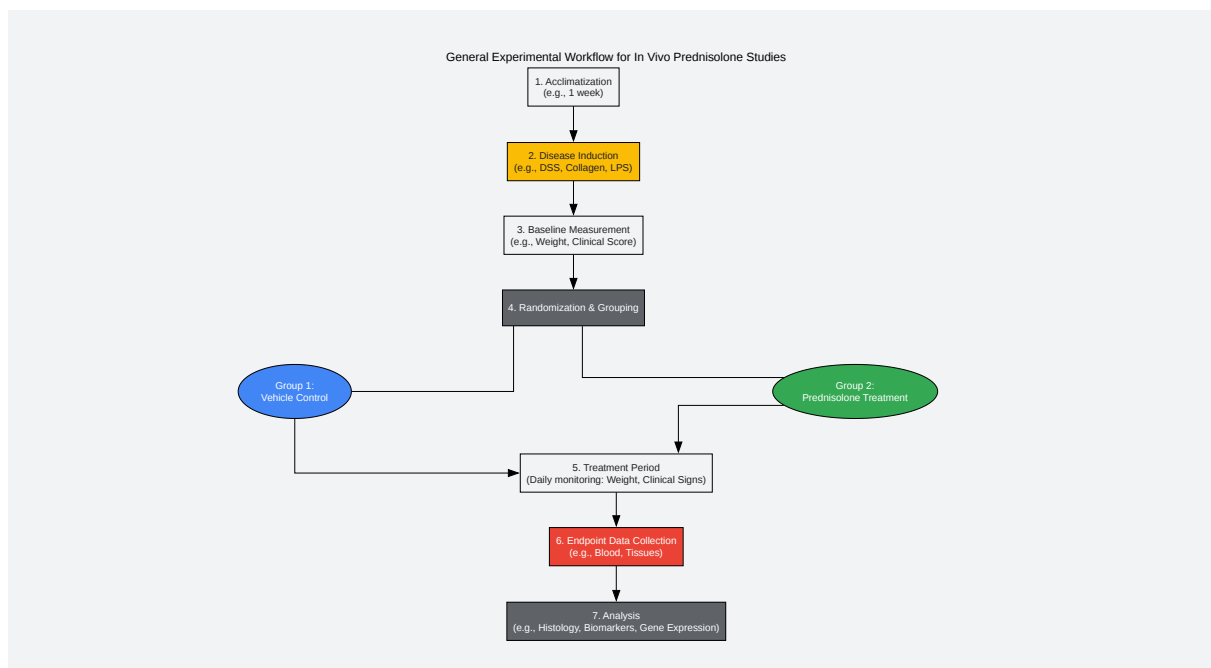 General Experimental Workflow for In Vivo Prednisolone Studies
1. Acclimatization
(e.g., 1 week)
2. Disease Induction
(e.g., DSS, Collagen, LPS)
3. Baseline Measurement
(e.g., Weight, Clinical Score)
4. Randomization & Grouping
Group 1:
Vehicle Control
Group 2:
Prednisolone Treatment
5. Treatment Period
(Daily monitoring: Weight, Clinical Signs)
6. Endpoint Data Collection
(e.g., Blood, Tissues)
7. Analysis
(e.g., Histology, Biomarkers, Gene Expression)